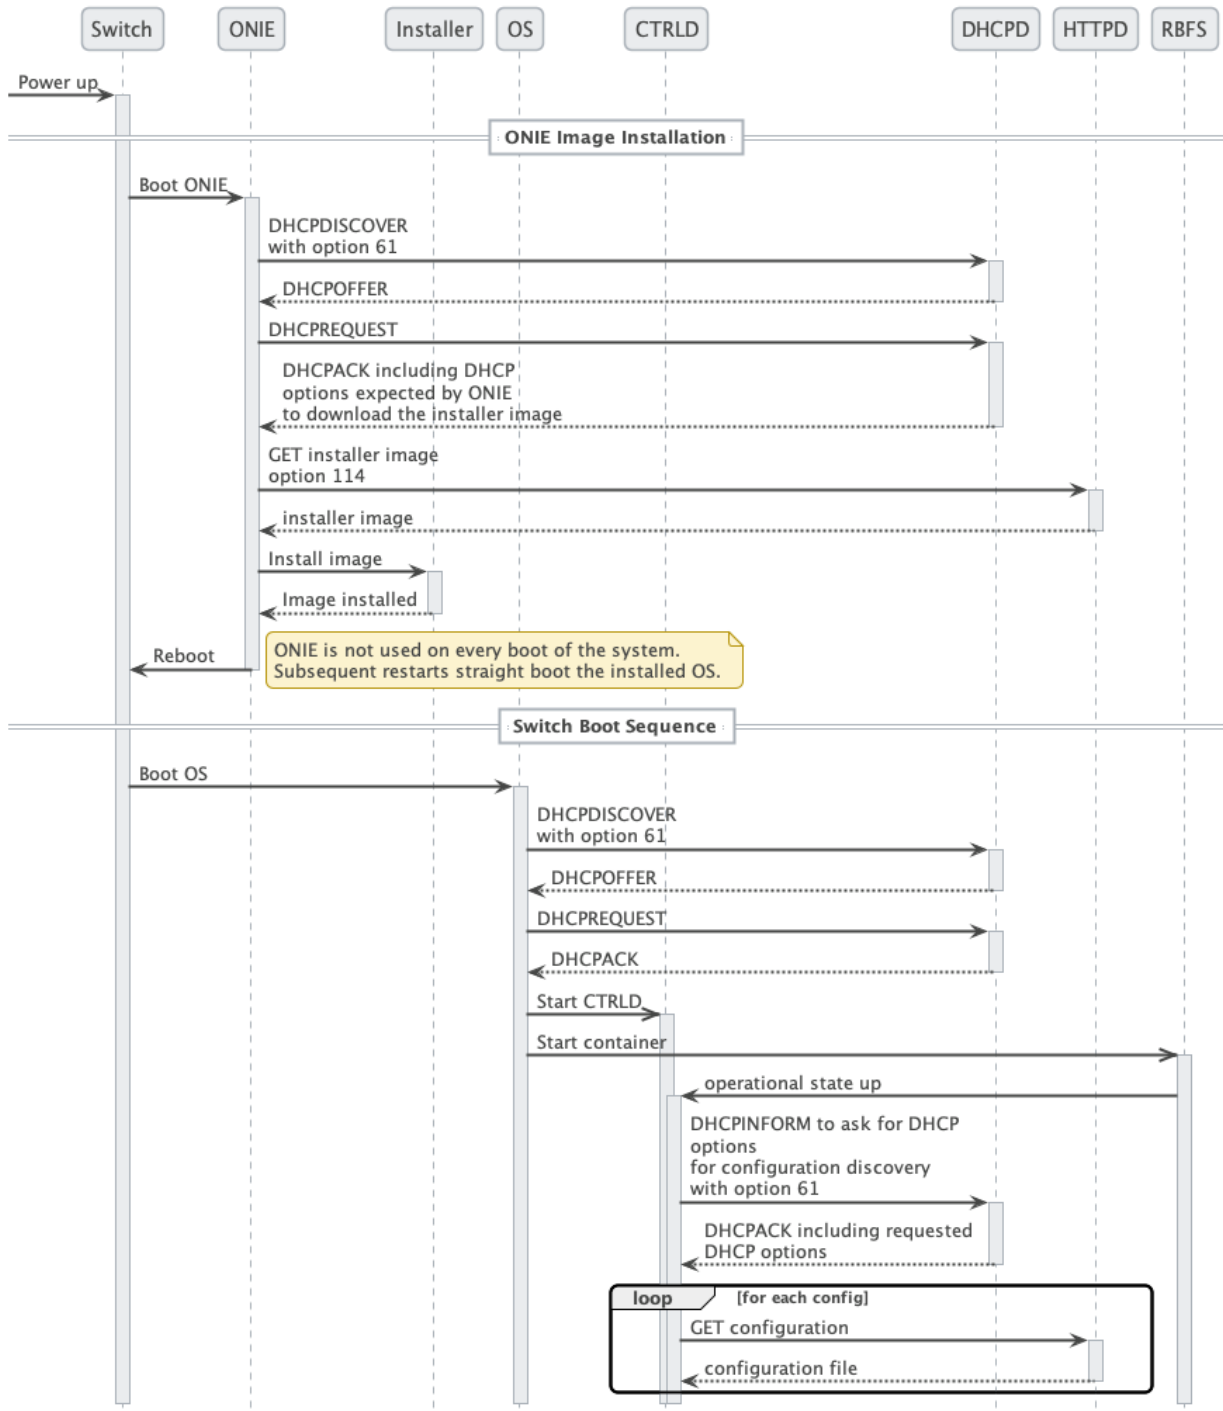 Switch
ONIE
Installer
OS
CTRLD
DHCPD
HTTPD
RBFS
Power up
ONIE Image Installation
Boot ONIE
DHCPDISCOVER
with option 61
DHCPOFFER
DHCPREQUEST
DHCPACK including DHCP
options expected by ONIE
to download the installer image
GET installer image
option 114
installer image
Install image
Image installed
ONIE is not used on every boot of the system.
Subsequent restarts straight boot the installed OS.
Reboot
Switch Boot Sequence
Boot OS
DHCPDISCOVER
with option 61
DHCPOFFER
DHCPREQUEST
DHCPACK
Start CTRLD
Start container
operational state up
DHCPINFORM to ask for DHCP
options
for configuration discovery
with option 61
DHCPACK including requested
DHCP options
loop [for each config]
GET configuration
configuration file